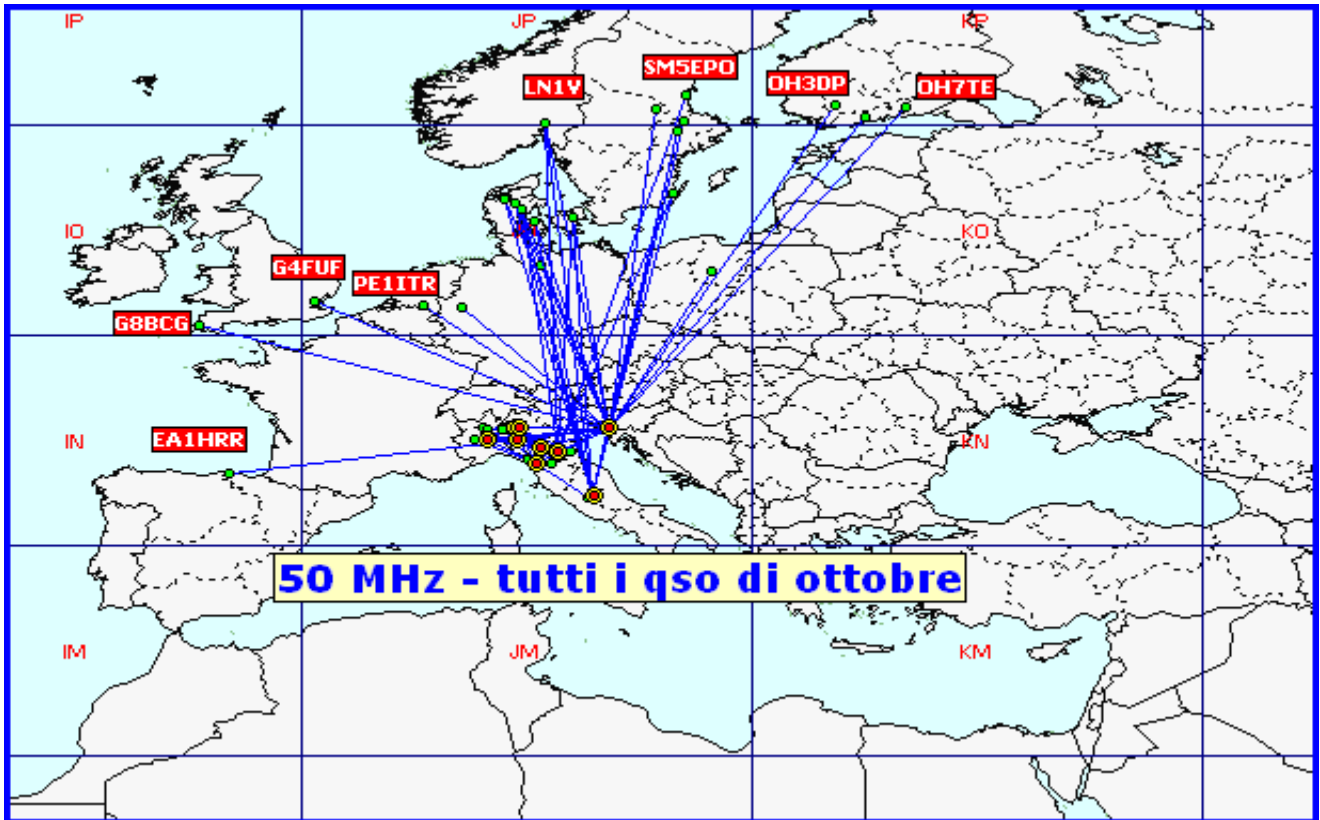 IP
JP
KP
SM5EPO
LN1V
OH3DP
OH7TE
IO
KO
G4FUF
PE1ITR
G8BCG
EA1HRR
IN
KN
50 MHz - tutti i qso di ottobre
IM
JM
KM